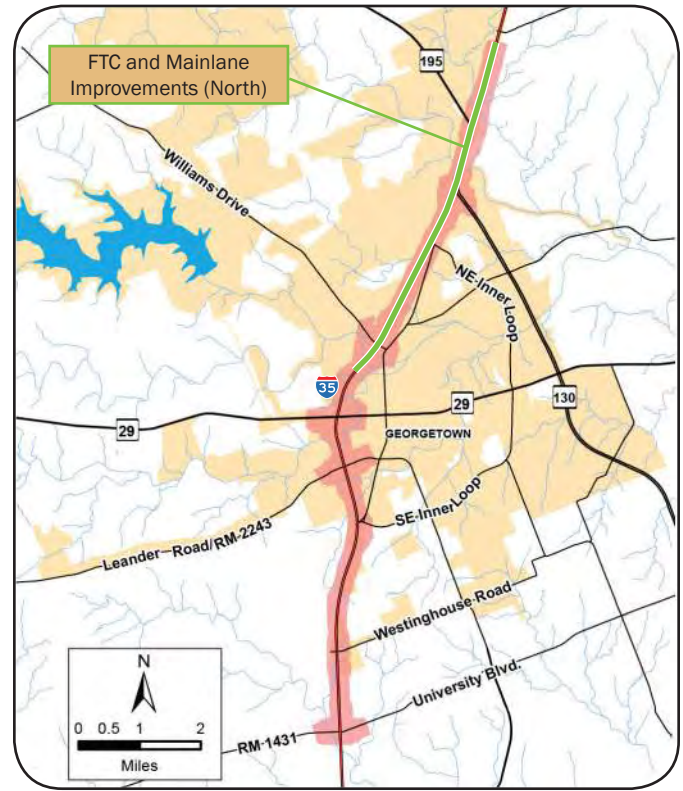 FTC and Mainlane
Improvements (North)
195
Williams Drive
NE Inner Loop
35
29
29
130
GEORGETOWN
SE Inner Loop
Leander Road/RM-2243
Westinghouse Road
University Blvd.
RM-1431
N
0 0.5 1 2
Miles